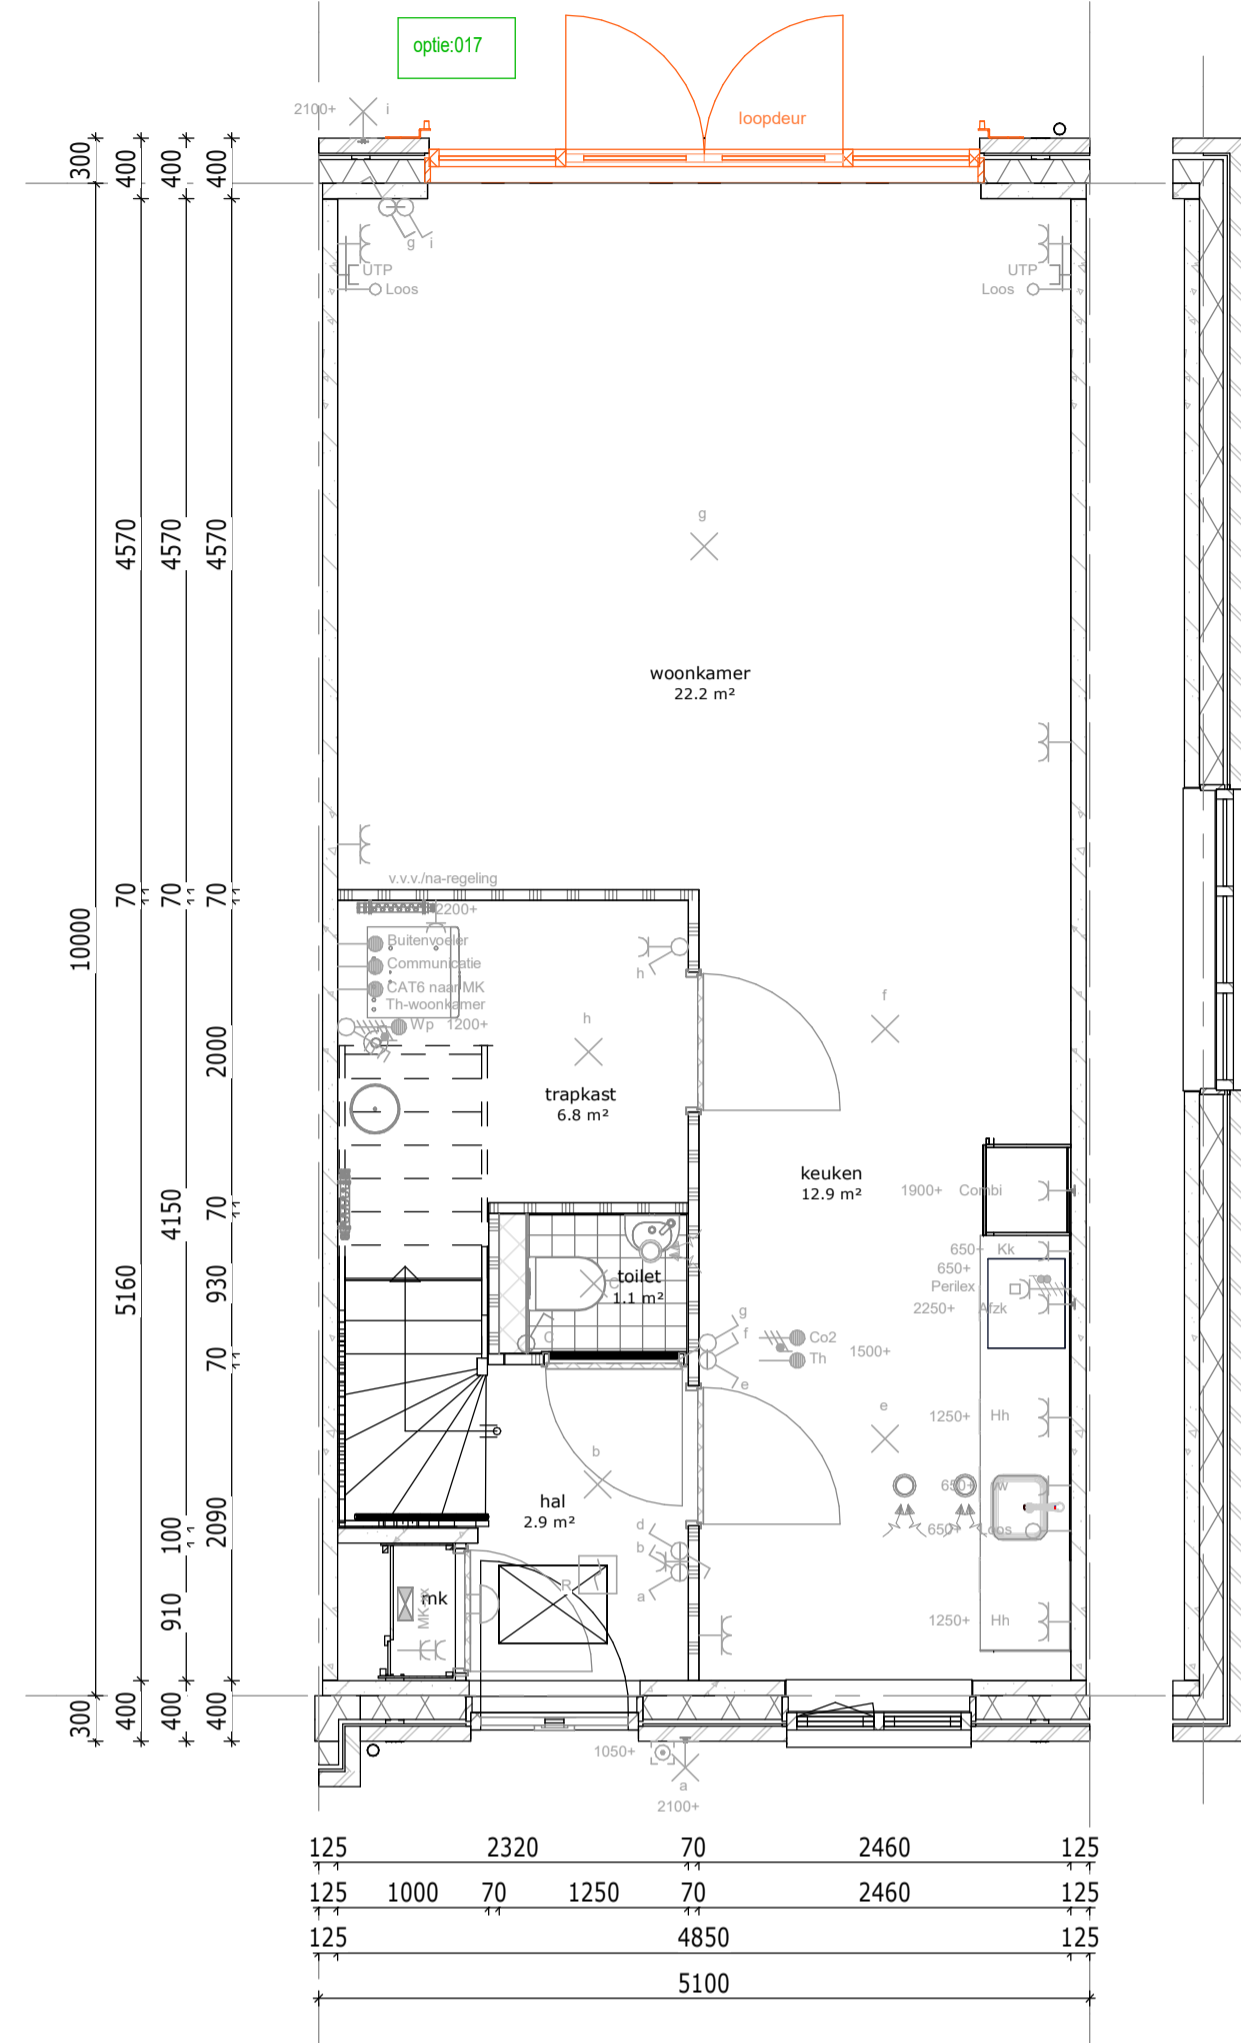 optie:017
loopdeur
2100+ i
300
400
400
400
g i
UTP
Loos
UTP
Loos
4570
4570
4570
g
woonkamer
22.2 m²
v.v.v./na-regeling
2200+
70
70
70
10000
Buitenvoeler
Communicatie
CAT6 naar MK
Th-woonkamer
Wp 1200+
h
h
f
trapkast
6.8 m²
2000
keuken
12.9 m²
1900+ Combi
4150
70
650+ Kk
650+
Perilex
2250+ Afzk
toilet
1.1 m²
C
C
5160
930
g
f
e
Co2
Th
1500+
70
e
1250+ Hh
b
hal
2.9 m²
650+ Vw
650+ Loos
100
2090
d
b
a
R
mk
910
1250+ Hh
300
400
400
400
1050+
a
2100+
125 2320 70 2460 125
125 1000 70 1250 70 2460 125
125 4850 125
5100